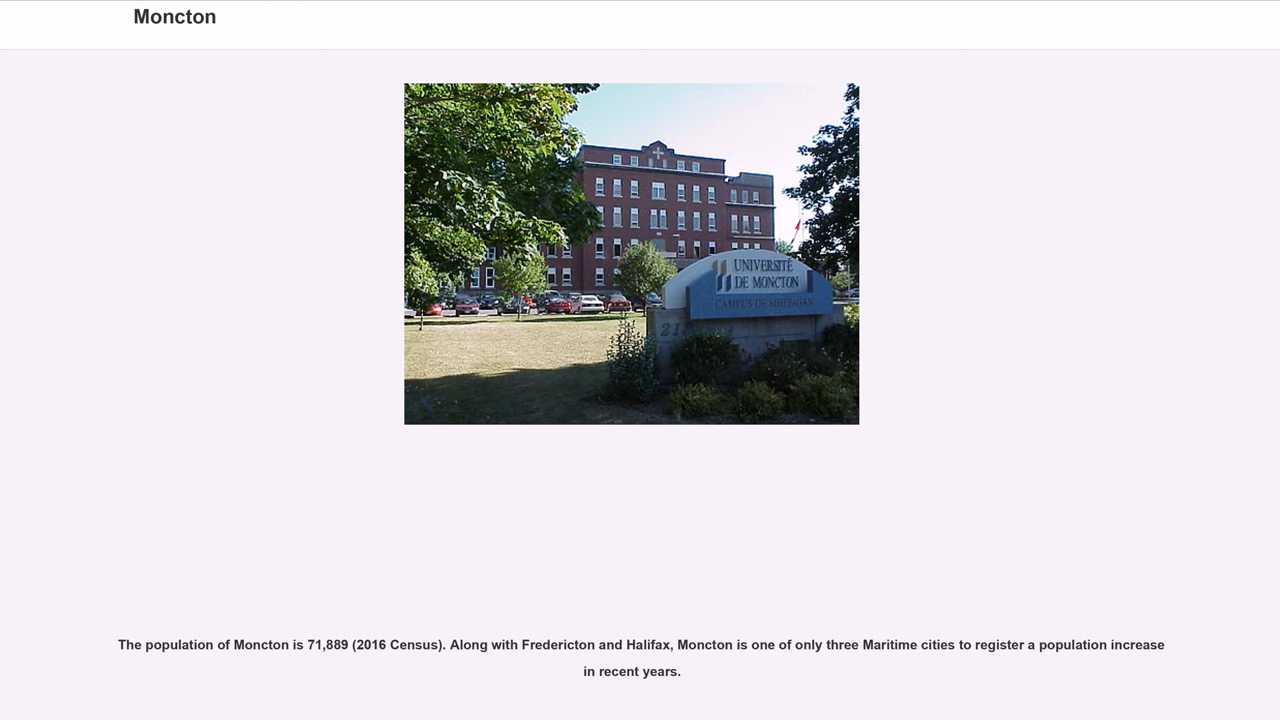 Moncton
UNIVERSITÉ
DE MONCTON
CAMPUS DE SHIPPAGAN
The population of Moncton is 71,889 (2016 Census). Along with Fredericton and Halifax, Moncton is one of only three Maritime cities to register a population increase
in recent years.